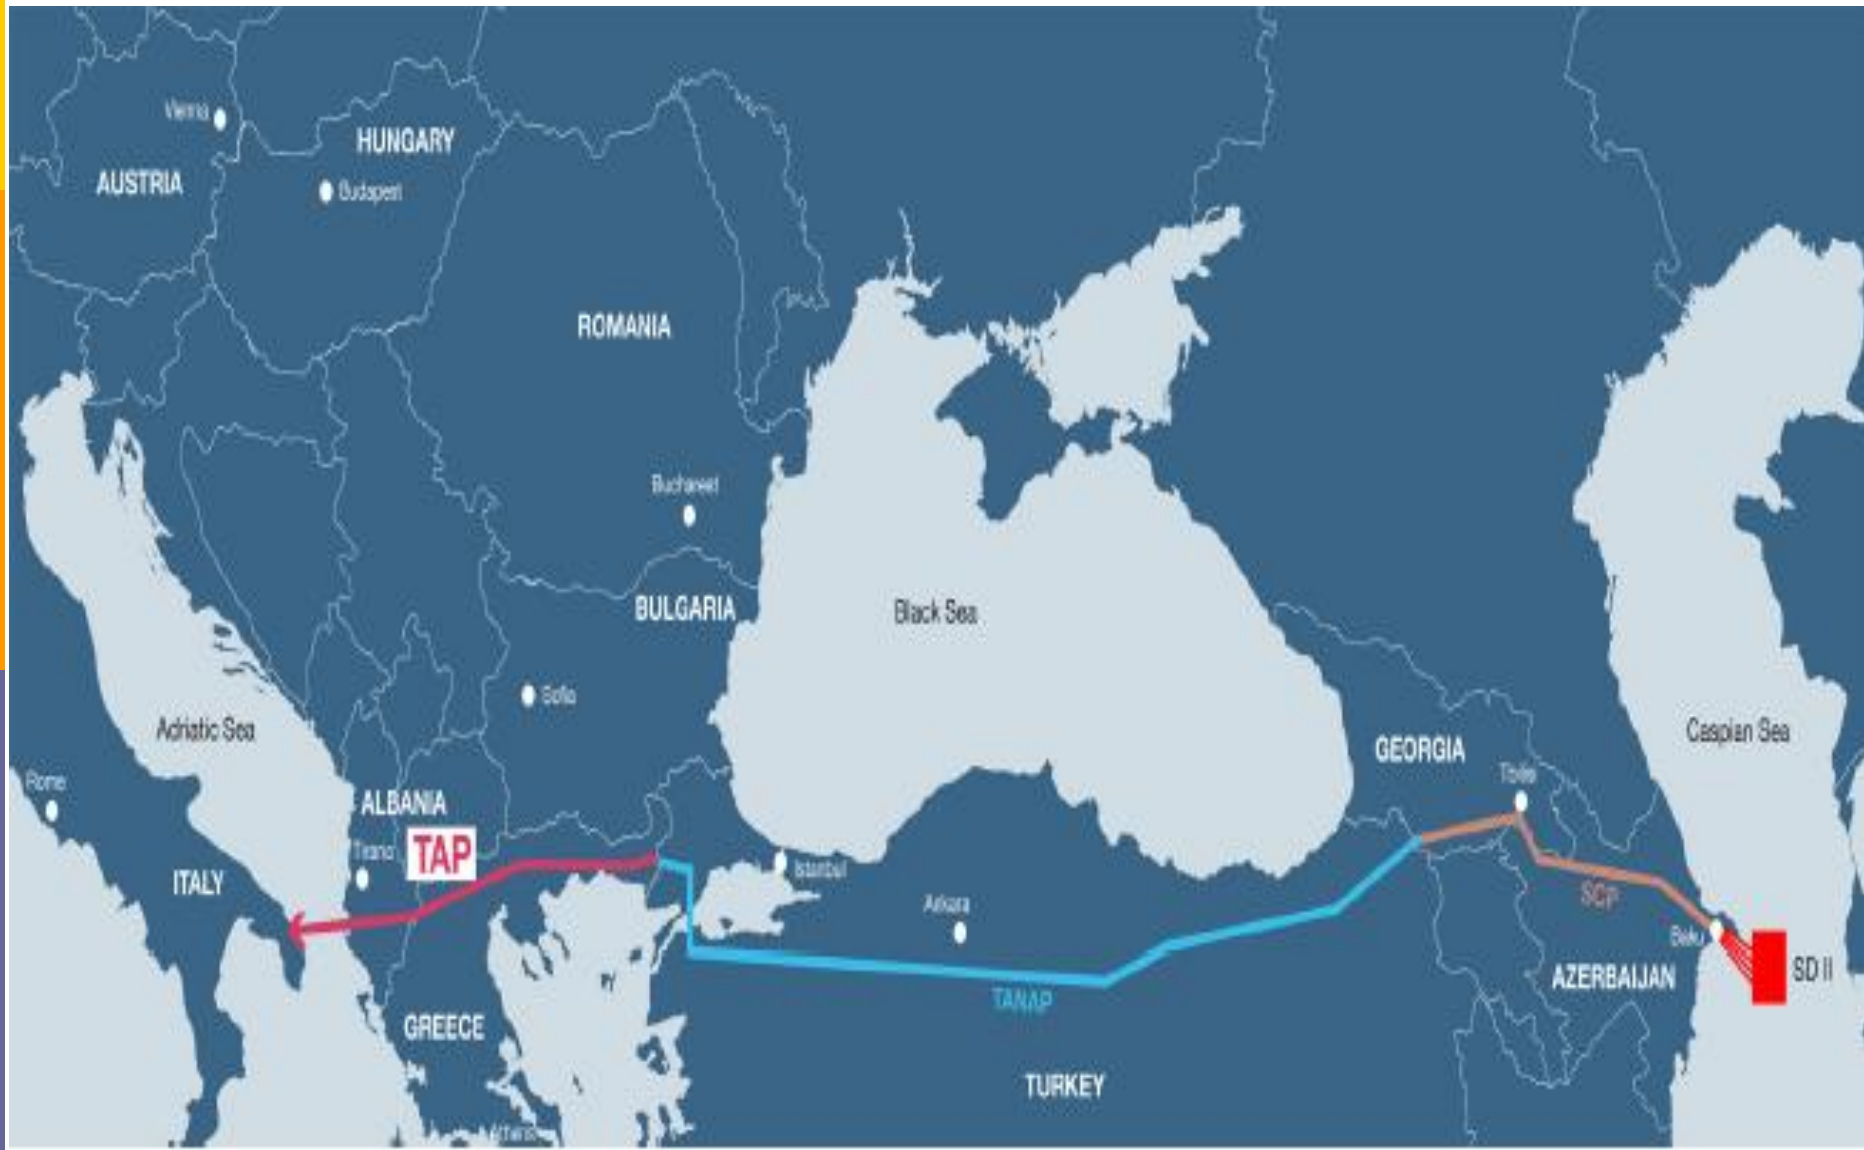 Vienna
HUNGARY
AUSTRIA
Budapest
ROMANIA
Bucharest
BULGARIA
Black Sea
Sofia
Adriatic Sea
Caspian Sea
GEORGIA
Rome
Tbilisi
ALBANIA
TAP
Tirana
Istanbul
ITALY
Ankara
SCP
Baku
SD II
AZERBAIJAN
TANAP
GREECE
TURKEY
Athens